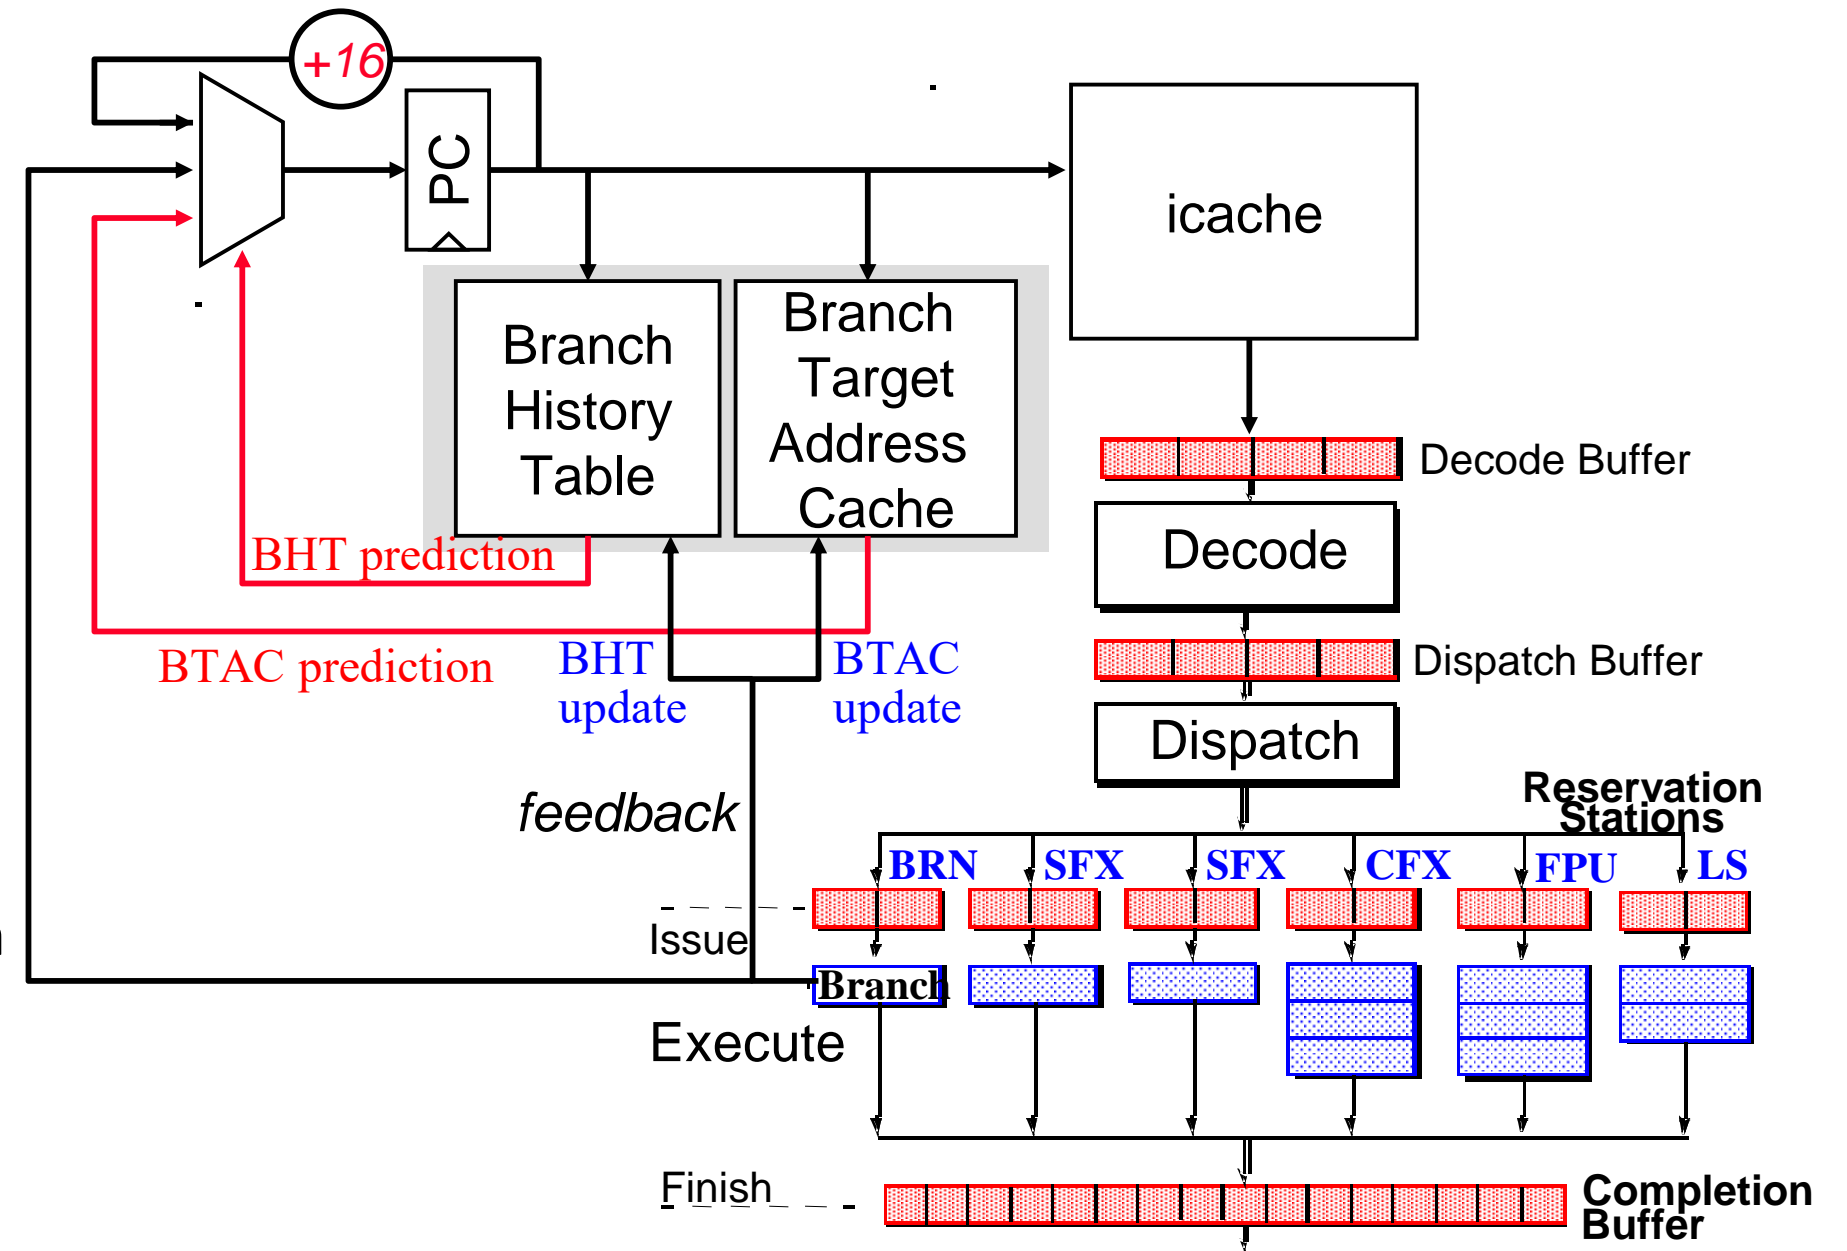 +16
PC
icache
Branch
History
Table
Branch
Target
Address
Cache
Decode Buffer
Decode
BHT prediction
BTAC prediction
BHT
update
BTAC
update
Dispatch Buffer
Dispatch
Reservation
Stations
feedback
BRN
SFX
SFX
CFX
FPU
LS
Issue
Branch
Execute
Finish
Completion
Buffer